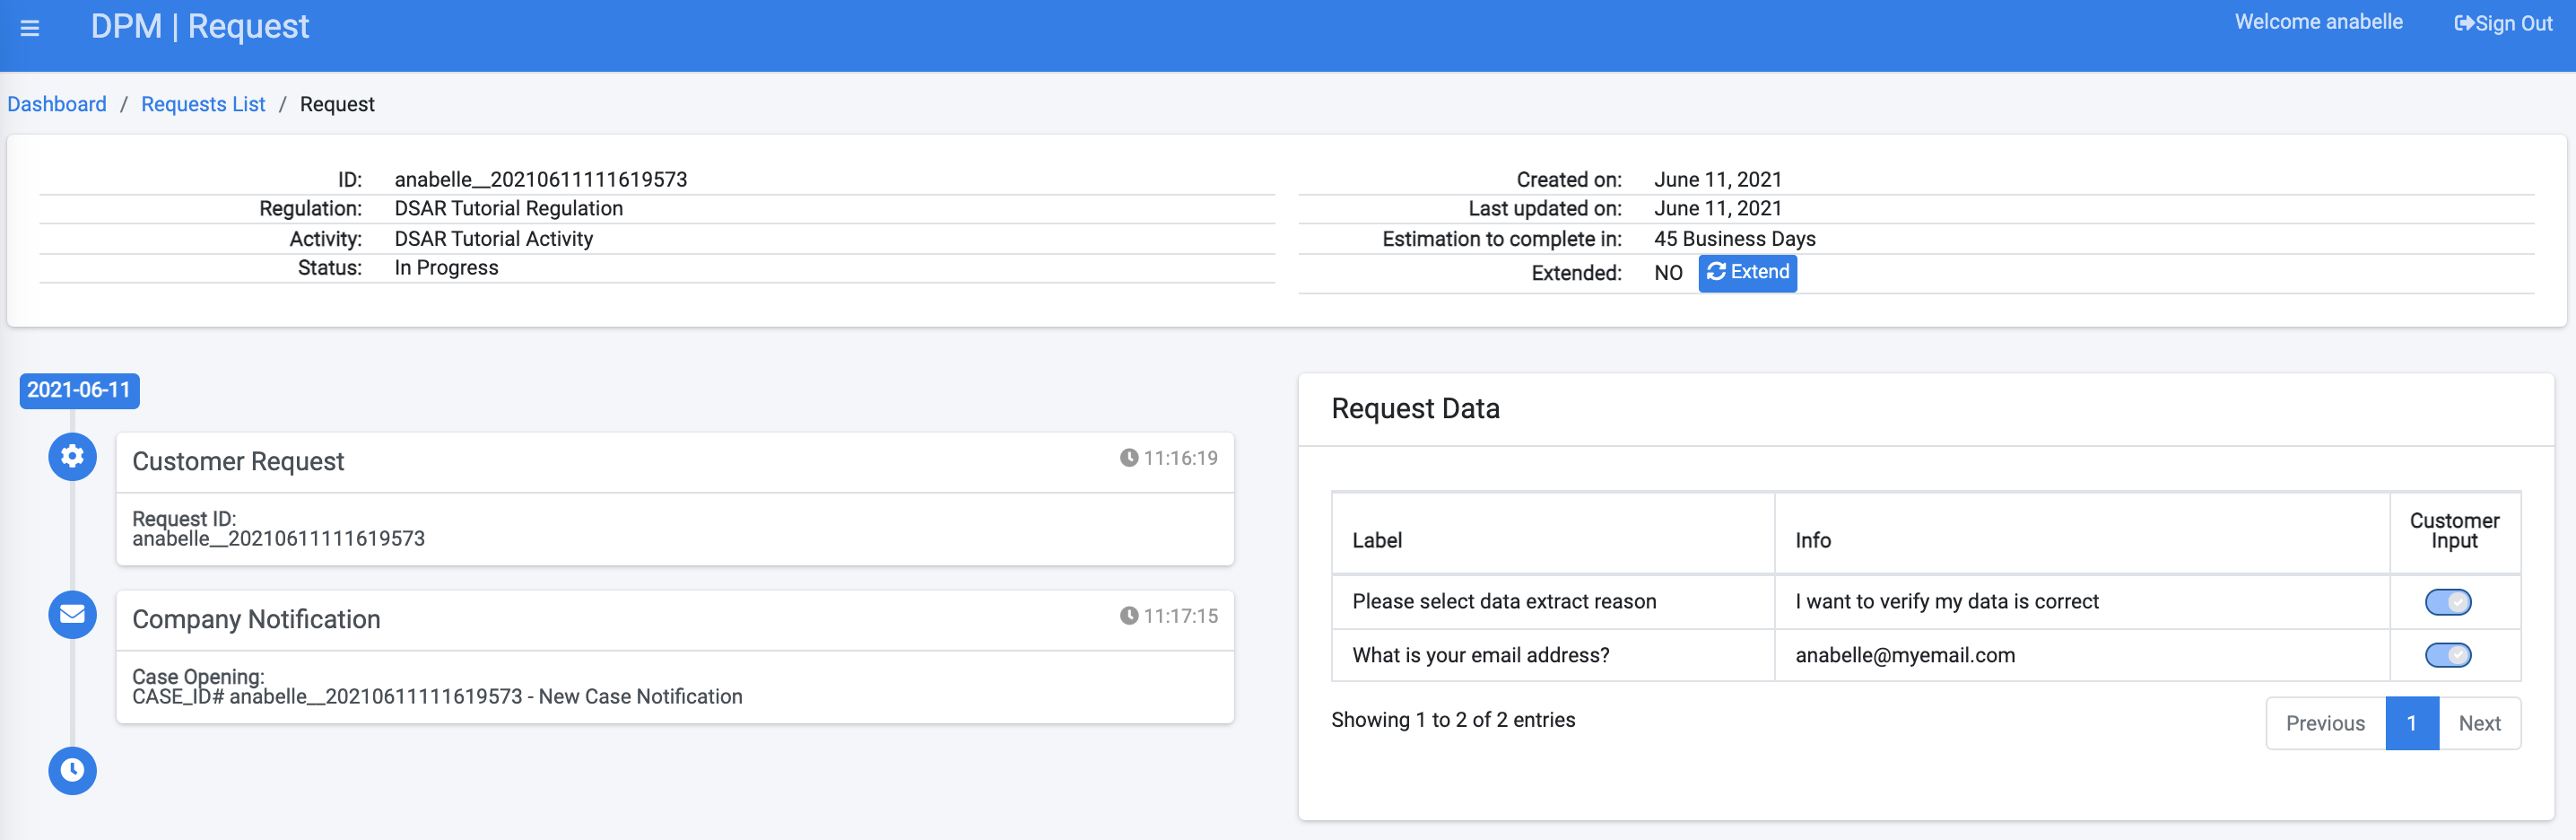 DPM | Request
Welcome anabelle
Sign Out
Dashboard / Requests List / Request
ID: anabelle__20210611111619573
Regulation: DSAR Tutorial Regulation
Activity: DSAR Tutorial Activity
Status: In Progress
Created on: June 11, 2021
Last updated on: June 11, 2021
Estimation to complete in: 45 Business Days
Extended: NO Extend
2021-06-11
Customer Request 11:16:19
Request ID:
anabelle__20210611111619573
Company Notification 11:17:15
Case Opening:
CASE_ID# anabelle__20210611111619573 - New Case Notification
Request Data
Label Info Customer
Input
Please select data extract reason I want to verify my data is correct
What is your email address? anabelle@myemail.com
Showing 1 to 2 of 2 entries
Previous 1 Next